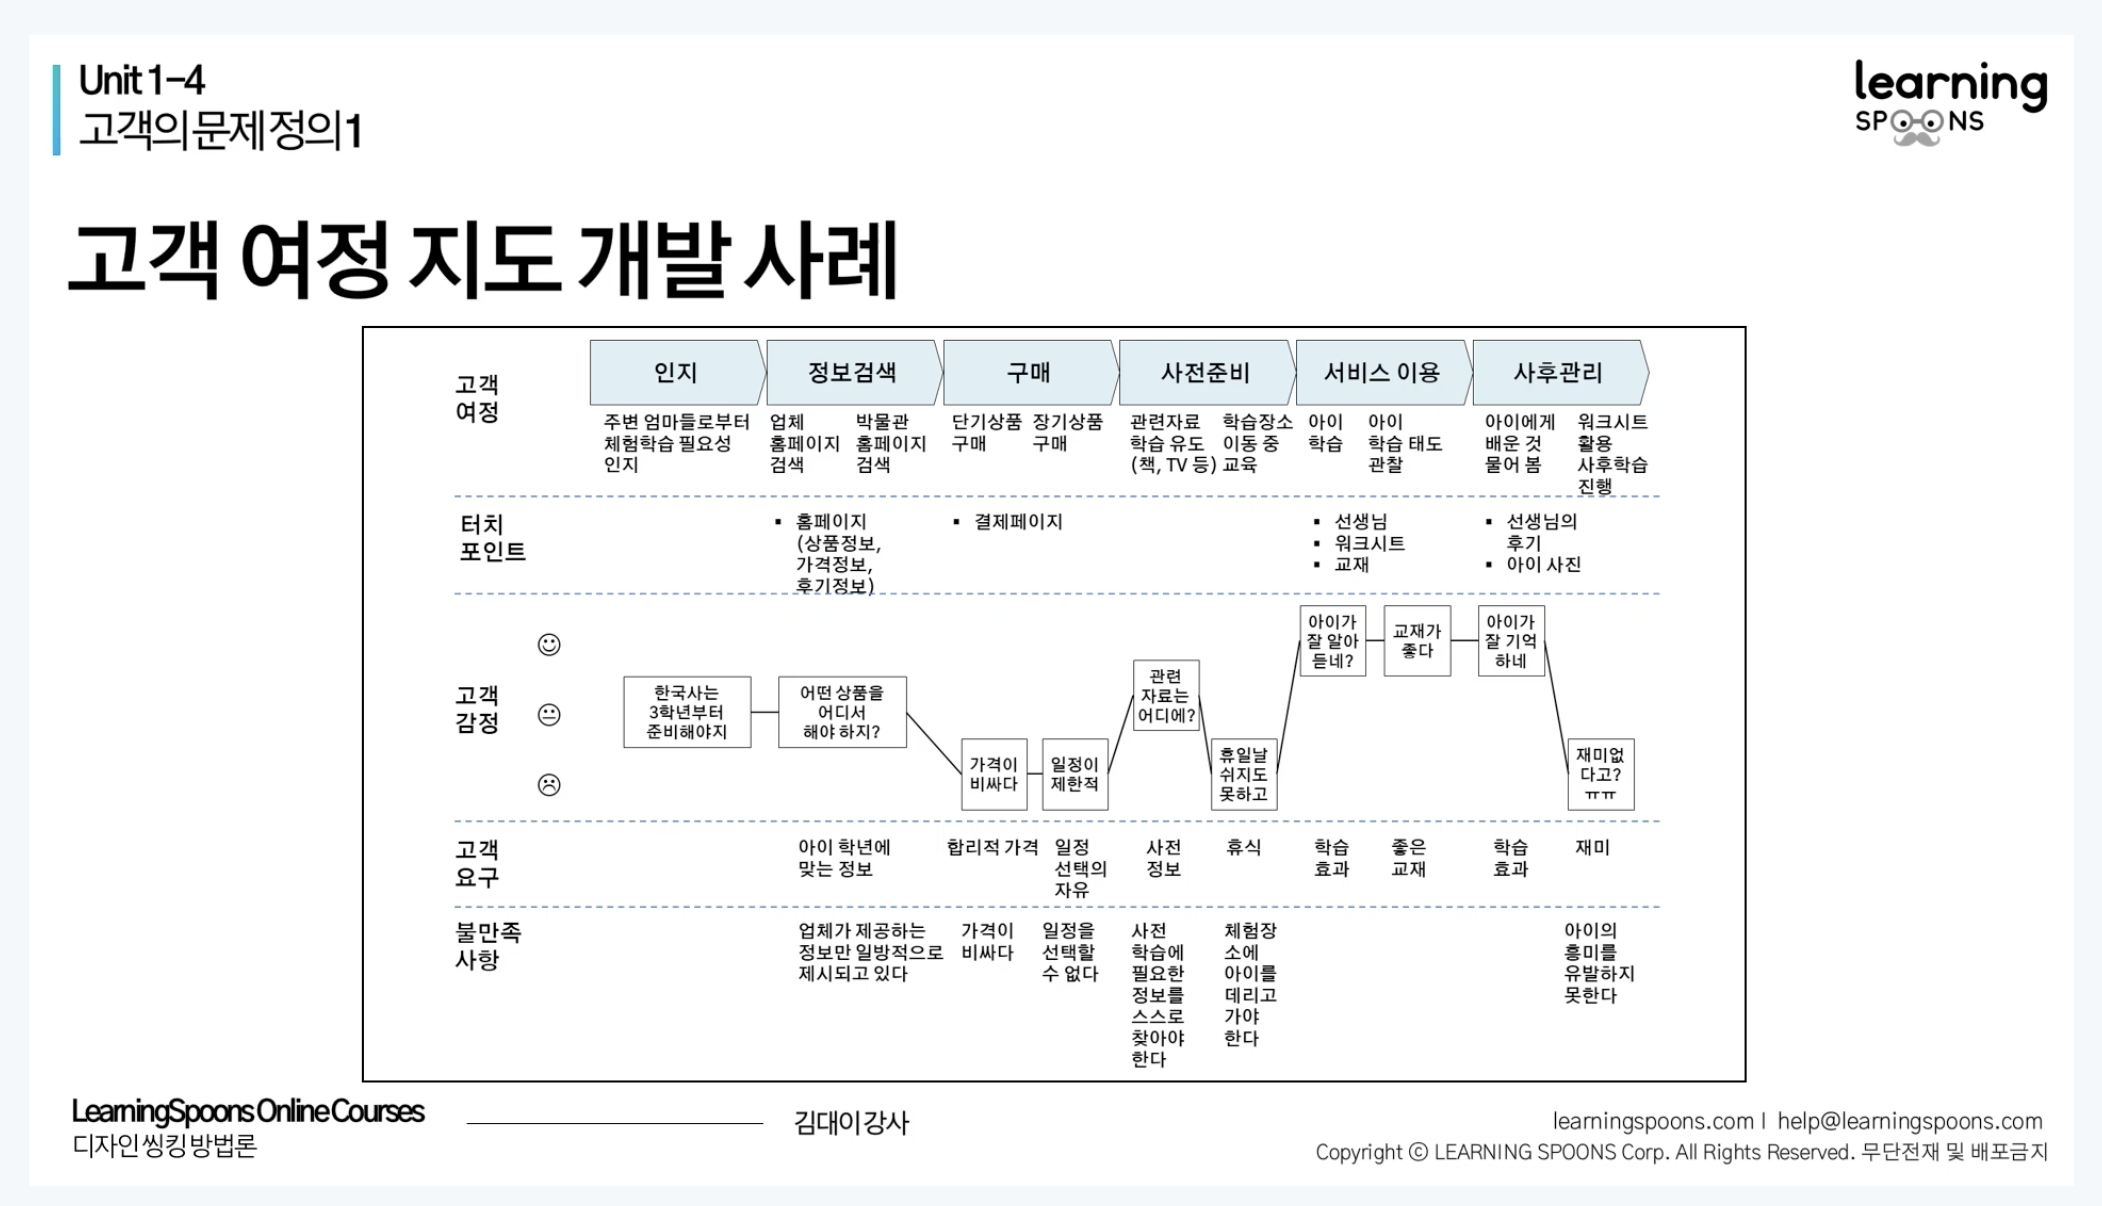 Unit 1-4
고객의 문제 정의 1
learning
SPOONS
고객 여정 지도 개발 사례
고객
여정
인지
정보검색
구매
사전준비
서비스 이용
사후관리
주변 엄마들로부터
체험학습 필요성
인지
업체
홈페이지
검색
박물관
홈페이지
검색
단기상품
구매
장기상품
구매
관련자료
학습 유도
(책, TV 등)
학습장소
이동 중
교육
아이
학습
아이
학습 태도
관찰
아이에게
배운 것
물어 봄
워크시트
활용
사후학습
진행
터치
포인트
▪ 홈페이지
(상품정보,
가격정보,
후기정보)
▪ 결제페이지
▪ 선생님
▪ 워크시트
▪ 교재
▪ 선생님의
후기
▪ 아이 사진
고객
감정
한국사는
3학년부터
준비해야지
어떤 상품을
어디서
해야 하지?
가격이
비싸다
일정이
제한적
관련
자료는
어디에?
휴일날
쉬지도
못하고
아이가
잘 알아
듣네?
교재가
좋다
아이가
잘 기억
하네
재미없
다고?
ㅠㅠ
고객
요구
아이 학년에
맞는 정보
합리적 가격
일정
선택의
자유
사전
정보
휴식
학습
효과
좋은
교재
학습
효과
재미
불만족
사항
업체가 제공하는
정보만 일방적으로
제시되고 있다
가격이
비싸다
일정을
선택할
수 없다
사전
학습에
필요한
정보를
스스로
찾아야
한다
체험장
소에
아이를
데리고
가야
한다
아이의
흥미를
유발하지
못한다
LearningSpoons Online Courses
디자인 씽킹 방법론
김대이 강사
learningspoons.com | help@learningspoons.com
Copyright ⓒ LEARNING SPOONS Corp. All Rights Reserved. 무단전재 및 배포금지